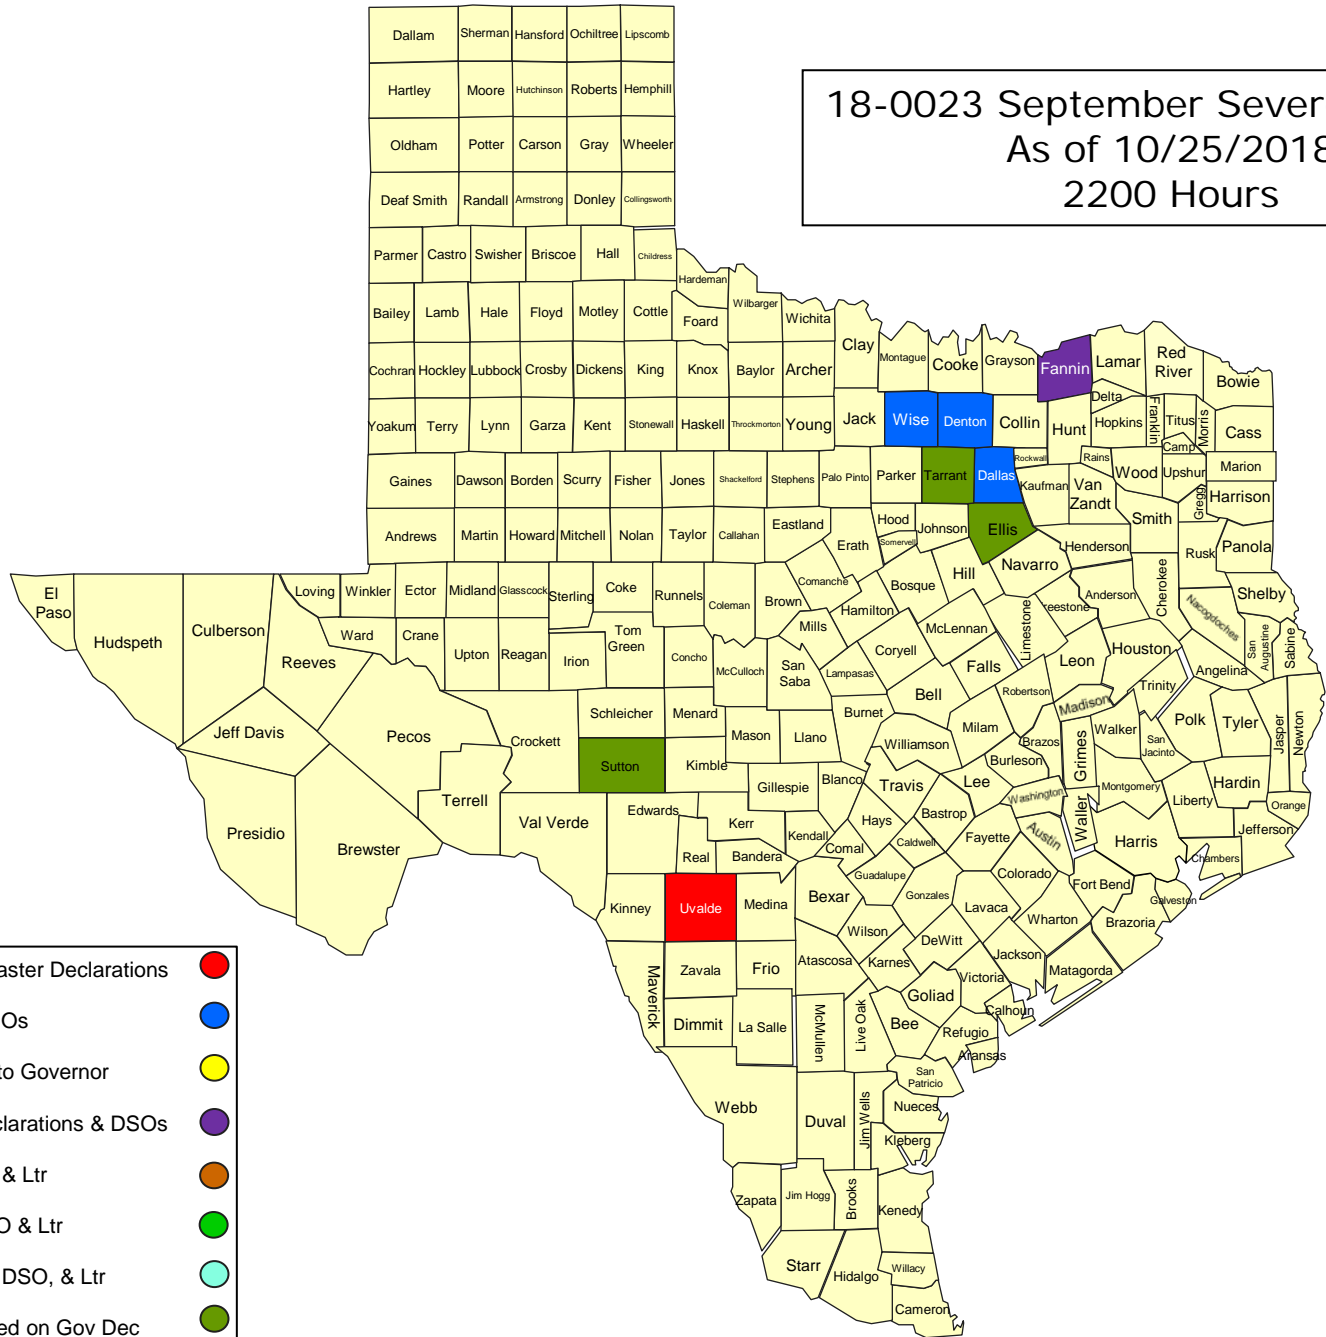 Dallam Sherman Hansford Ochiltree Lipscomb
Hartley Moore Hutchinson Roberts Hemphill
18-0023 September Sever
As of 10/25/2018
2200 Hours
Oldham Potter Carson Gray Wheeler
Deaf Smith Randall Armstrong Donley Collingsworth
Parmer Castro Swisher Briscoe Hall Childress
Hardeman
Bailey Lamb Hale Floyd Motley Cottle Foard Wilbarger Wichita
Clay Montague Cooke Grayson Fannin Lamar Red River Bowie
Cochran Hockley Lubbock Crosby Dickens King Knox Baylor Archer
Delta
Yoakum Terry Lynn Garza Kent Stonewall Haskell Throckmorton Young Jack Wise Denton Collin Hunt Hopkins Franklin Titus Morris Cass
Camp
Gaines Dawson Borden Scurry Fisher Jones Shackelford Stephens Palo Pinto Parker Tarrant Dallas Rockwall Kaufman Rains Van Zandt Wood Upshur Marion
Gregg Harrison
Andrews Martin Howard Mitchell Nolan Taylor Callahan Eastland Erath Hood Somervell Johnson Ellis Henderson Smith Rusk Panola
El Paso Hudspeth Culberson Loving Winkler Ector Midland Glasscock Sterling Coke Runnels Coleman Brown Comanche Hamilton Bosque Hill Navarro Anderson Cherokee Shelby
Nacogdoches
Reeves Ward Crane Upton Reagan Irion Tom Green Concho McCulloch San Saba Mills Lampasas Coryell McLennan Limestone reestone Leon Houston Angelina San Augustine Sabine
Falls Bell Robertson Madison Trinity
Jeff Davis Pecos Crockett Schleicher Menard Mason Llano Burnet Williamson Milam Brazos Grimes Walker San Jacinto Polk Tyler Jasper Newton
Sutton Kimble Gillespie Blanco Travis Lee Burleson Washington Montgomery Liberty Hardin
Presidio Brewster Terrell Val Verde Edwards Kerr Kendall Hays Bastrop Caldwell Fayette Austin Waller Harris Orange Jefferson Chambers
Real Bandera Comal Guadalupe Gonzales Colorado Fort Bend Galveston
Kinney Uvalde Medina Bexar Wilson Lavaca Wharton Brazoria
Maverick Zavala Frio Atascosa Karnes DeWitt Jackson Matagorda
Victoria Goliad Calhoun
Dimmit La Salle McMullen Live Oak Bee Refugio Aransas
San Patricio
Webb Duval Jim Wells Nueces
Kleberg
Zapata Jim Hogg Brooks Kenedy
Starr Hidalgo Willacy
Cameron
aster Declarations
Os
to Governor
clarations & DSOs
& Ltr
O & Ltr
DSO, & Ltr
ed on Gov Dec